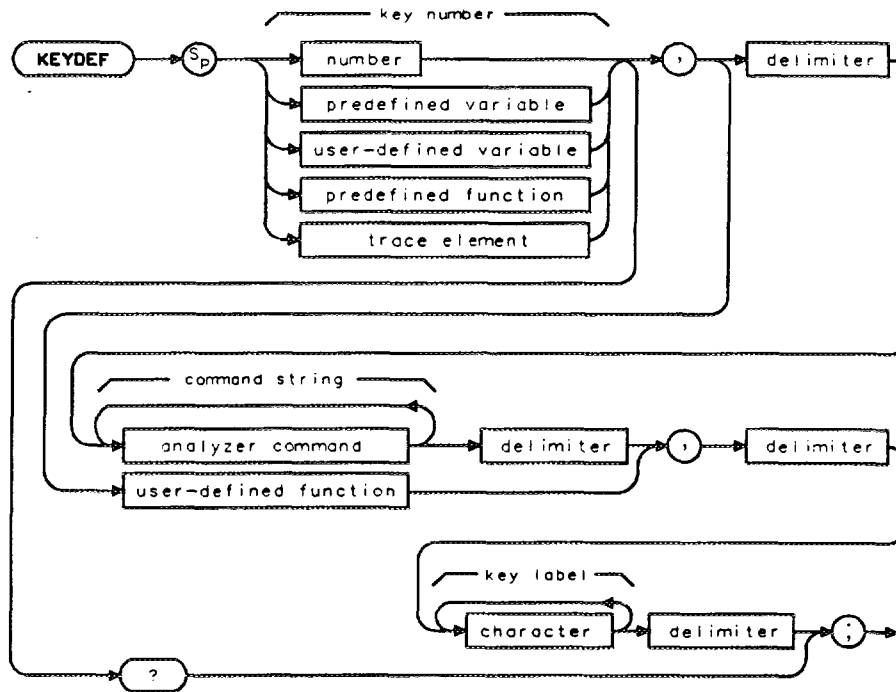 key number
KEYDEF Sp number , delimiter
predefined variable
user-defined variable
predefined function
trace element
command string
analyzer command delimiter , delimiter
user-defined function
key label
character delimiter ;
?